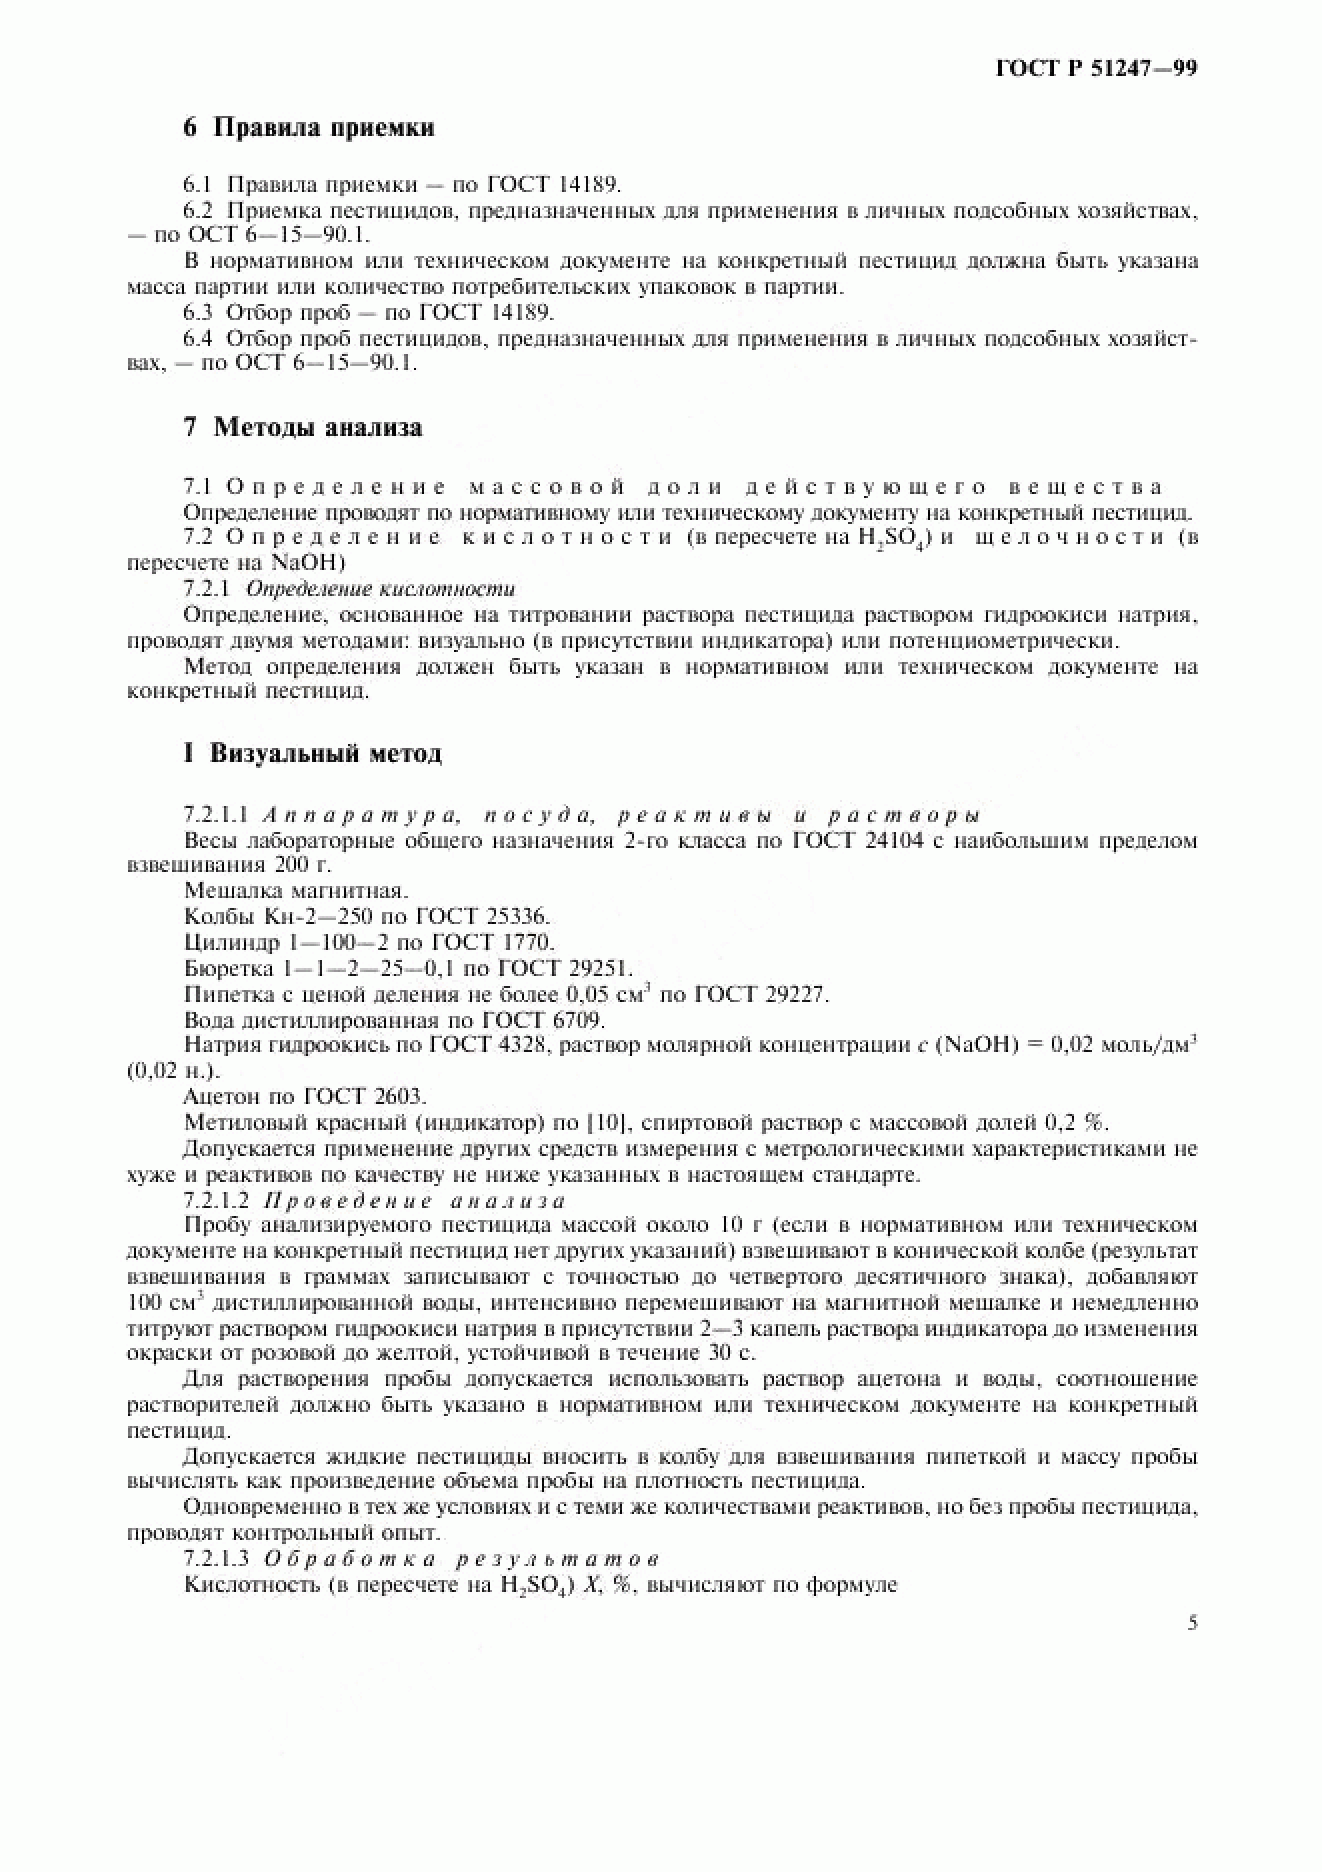 ГОСТ Р 51247—99
6 Правила приемки
6.1 Правила приемки — по ГОСТ 14189.
6.2 Приемка пестицидов, предназначенных для применения в личных подсобных хозяйствах,
— по ОСТ 6—15—90.1.
В нормативном или техническом документе на конкретный пестицид должна быть указана
масса партии или количество потребительских упаковок в партии.
6.3 Отбор проб — по ГОСТ 14189.
6.4 Отбор проб пестицидов, предназначенных для применения в личных подсобных хозяйст-
вах, — по ОСТ 6—15—90.1.
7 Методы анализа
7.1 Определение массовой доли действующего вещества
Определение проводят по нормативному или техническому документу на конкретный пестицид.
7.2 Определение кислотности (в пересчете на H₂SO₄) и щелочности (в
пересчете на NaOH)
7.2.1 Определение кислотности
Определение, основанное на титровании раствора пестицида раствором гидроокиси натрия,
проводят двумя методами: визуально (в присутствии индикатора) или потенциометрически.
Метод определения должен быть указан в нормативном или техническом документе на
конкретный пестицид.
I Визуальный метод
7.2.1.1 Аппаратура, посуда, реактивы и растворы
Весы лабораторные общего назначения 2-го класса по ГОСТ 24104 с наибольшим пределом
взвешивания 200 г.
Мешалка магнитная.
Колбы Кн-2—250 по ГОСТ 25336.
Цилиндр 1—100—2 по ГОСТ 1770.
Бюретка 1—1—2—25—0,1 по ГОСТ 29251.
Пипетка с ценой деления не более 0,05 см³ по ГОСТ 29227.
Вода дистиллированная по ГОСТ 6709.
Натрия гидроокись по ГОСТ 4328, раствор молярной концентрации c (NaOH) = 0,02 моль/дм³
(0,02 н.).
Ацетон по ГОСТ 2603.
Метиловый красный (индикатор) по [10], спиртовой раствор с массовой долей 0,2 %.
Допускается применение других средств измерения с метрологическими характеристиками не
хуже и реактивов по качеству не ниже указанных в настоящем стандарте.
7.2.1.2 Проведение анализа
Пробу анализируемого пестицида массой около 10 г (если в нормативном или техническом
документе на конкретный пестицид нет других указаний) взвешивают в конической колбе (результат
взвешивания в граммах записывают с точностью до четвертого десятичного знака), добавляют
100 см³ дистиллированной воды, интенсивно перемешивают на магнитной мешалке и немедленно
титруют раствором гидроокиси натрия в присутствии 2—3 капель раствора индикатора до изменения
окраски от розовой до желтой, устойчивой в течение 30 с.
Для растворения пробы допускается использовать раствор ацетона и воды, соотношение
растворителей должно быть указано в нормативном или техническом документе на конкретный
пестицид.
Допускается жидкие пестициды вносить в колбу для взвешивания пипеткой и массу пробы
вычислять как произведение объема пробы на плотность пестицида.
Одновременно в тех же условиях и с теми же количествами реактивов, но без пробы пестицида,
проводят контрольный опыт.
7.2.1.3 Обработка результатов
Кислотность (в пересчете на H₂SO₄) X, %, вычисляют по формуле
5